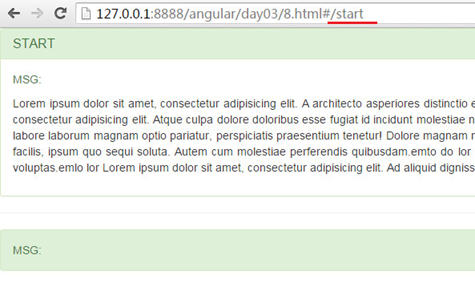 127.0.0.1:8888/angular/day03/8.html#/start
START
MSG:
Lorem ipsum dolor sit amet, consectetur adipisicing elit. A architecto asperiores distinctio e
consectetur adipisicing elit. Atque culpa dolore doloribus esse fugiat id incidunt molestiae n
labore laborum magnam optio pariatur, perspiciatis praesentium tenetur! Dolore magnam r
facilis, ipsum quo sequi soluta. Autem cum molestiae perferendis quibusdam.emto do lor
voluptas.emlo lor Lorem ipsum dolor sit amet, consectetur adipisicing elit. Ad aliquid digniss
MSG: